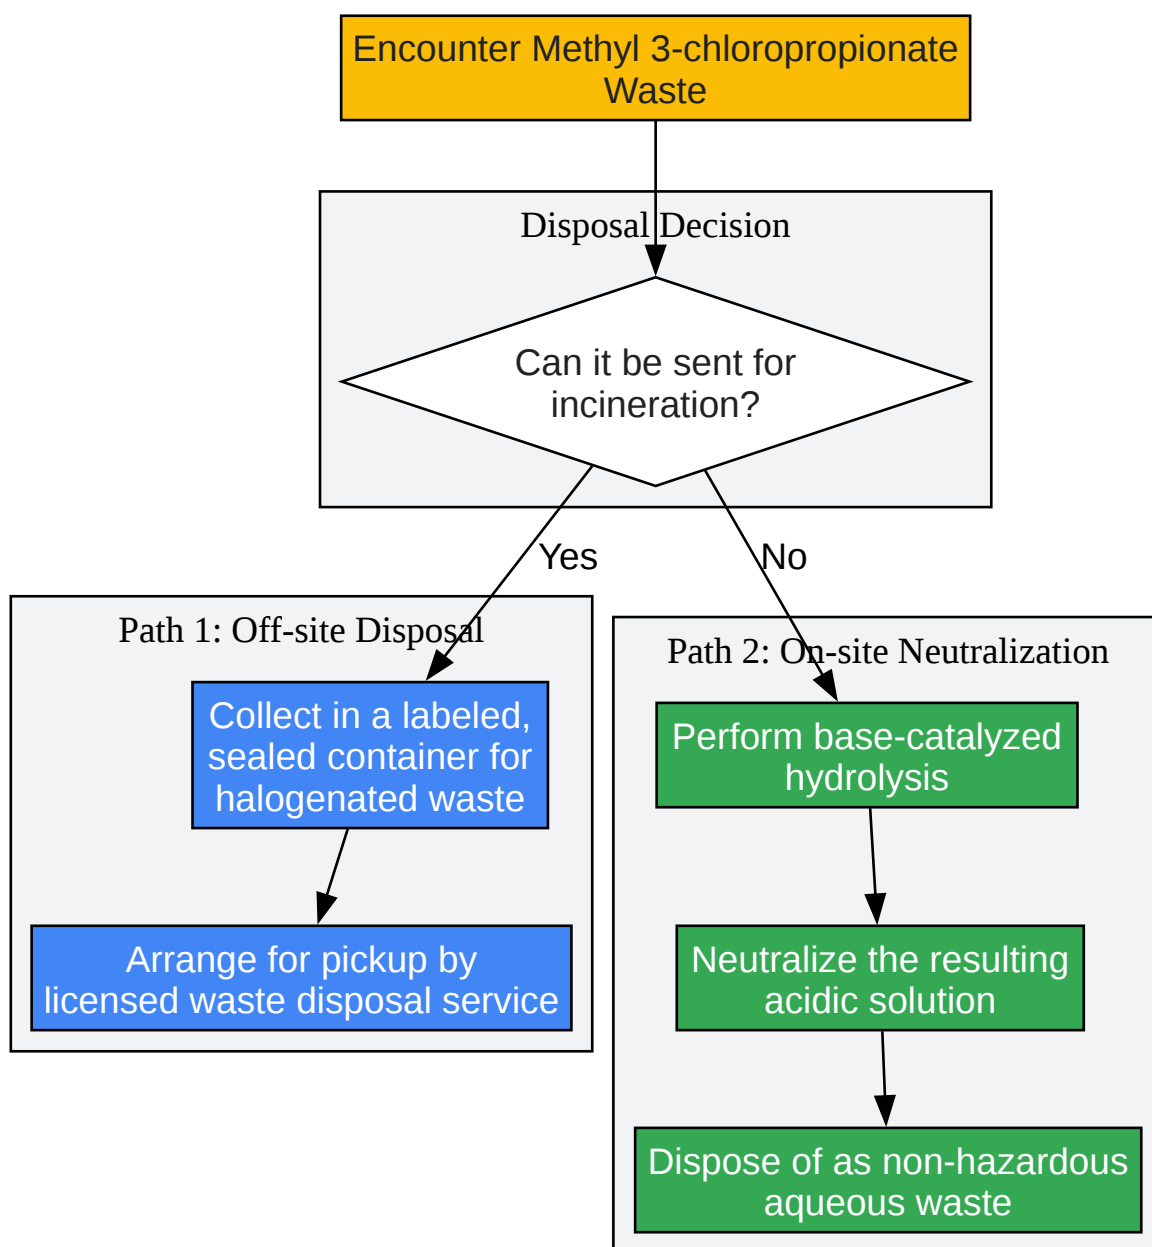 Encounter Methyl 3-chloropropionate
Waste
Disposal Decision
Can it be sent for
incineration?
Yes
No
Path 1: Off-site Disposal
Collect in a labeled,
sealed container for
halogenated waste
Arrange for pickup by
licensed waste disposal service
Path 2: On-site Neutralization
Perform base-catalyzed
hydrolysis
Neutralize the resulting
acidic solution
Dispose of as non-hazardous
aqueous waste